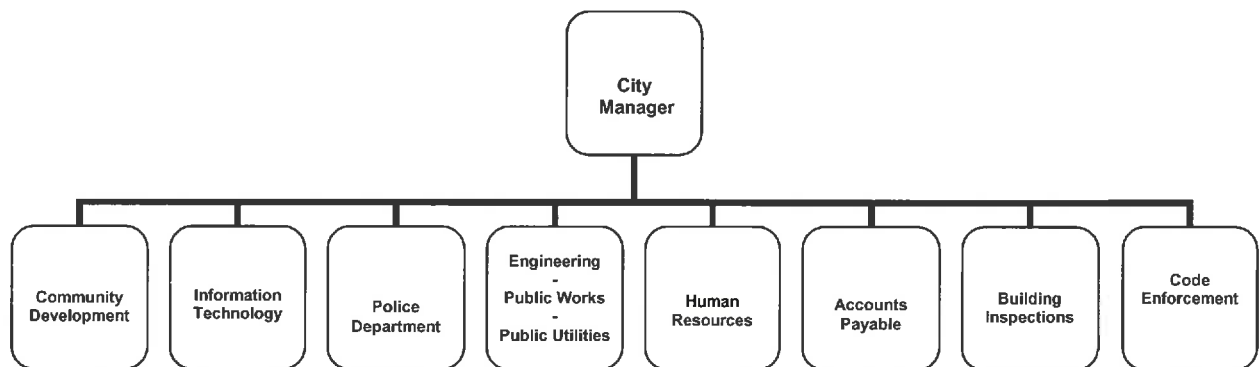 City
Manager
Community
Development
Information
Technology
Police
Department
Engineering
-
Public Works
-
Public Utilities
Human
Resources
Accounts
Payable
Building
Inspections
Code
Enforcement